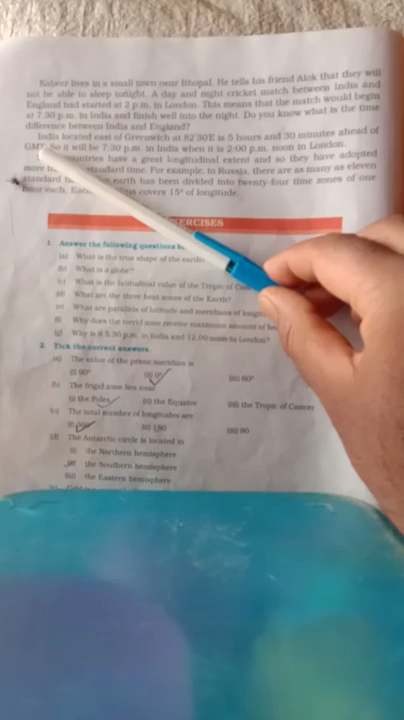 Kabeer lives in a small town near Bhopal. He tells his friend Alok that they will
not be able to sleep tonight. A day and night cricket match between India and
England had started at 2 p.m. in London. This means that the match would begin
at 7.30 p.m. in India and finish well into the night. Do you know what is the time
difference between India and England?
India located east of Greenwich at 82°30'E is 5 hours and 30 minutes ahead of
GMT. So it will be 7:30 p.m. in India when it is 2:00 p.m. noon in London.
countries have a great longitudinal extent and so they have adopted
more standard time. For example, in Russia, there are as many as eleven
standard earth has been divided into twenty-four time zones of one
hour each. covers 15° of longitude.
EXERCISES
1. Answer the following questions
(a) What is the true shape of the earth
(b) What is a globe?
(c) What is the latitudinal value of the Tropic of
(d) What are the three heat zones of the Earth?
(e) What are parallels of latitude and meridians of
(f) Why does the torrid zone receive maximum amount of
(g) Why is it 5.30 p.m. in India and 12.00 noon in London?
2. Tick the correct answers.
(a) The value of the prime meridian is
(i) 90° (ii) 0° (iii) 60°
(b) The frigid zone lies near
(i) the Poles (ii) the Equator (iii) the Tropic of Cancer
(c) The total number of longitudes are
(i) (ii) 180 (iii) 90
(d) The Antarctic circle is located in
(i) the Northern hemisphere
(ii) the Southern hemisphere
(iii) the Eastern hemisphere